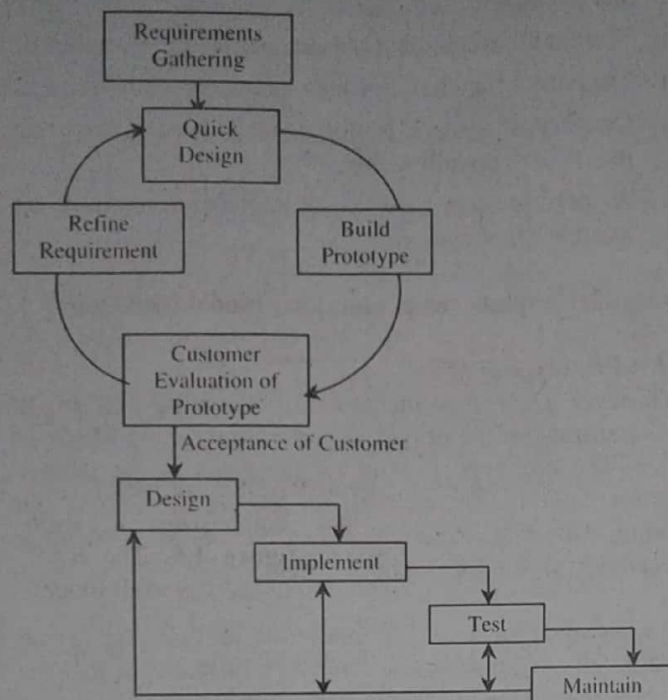 Requirements
Gathering
Quick
Design
Refine
Requirement
Build
Prototype
Customer
Evaluation of
Prototype
Acceptance of Customer
Design
Implement
Test
Maintain